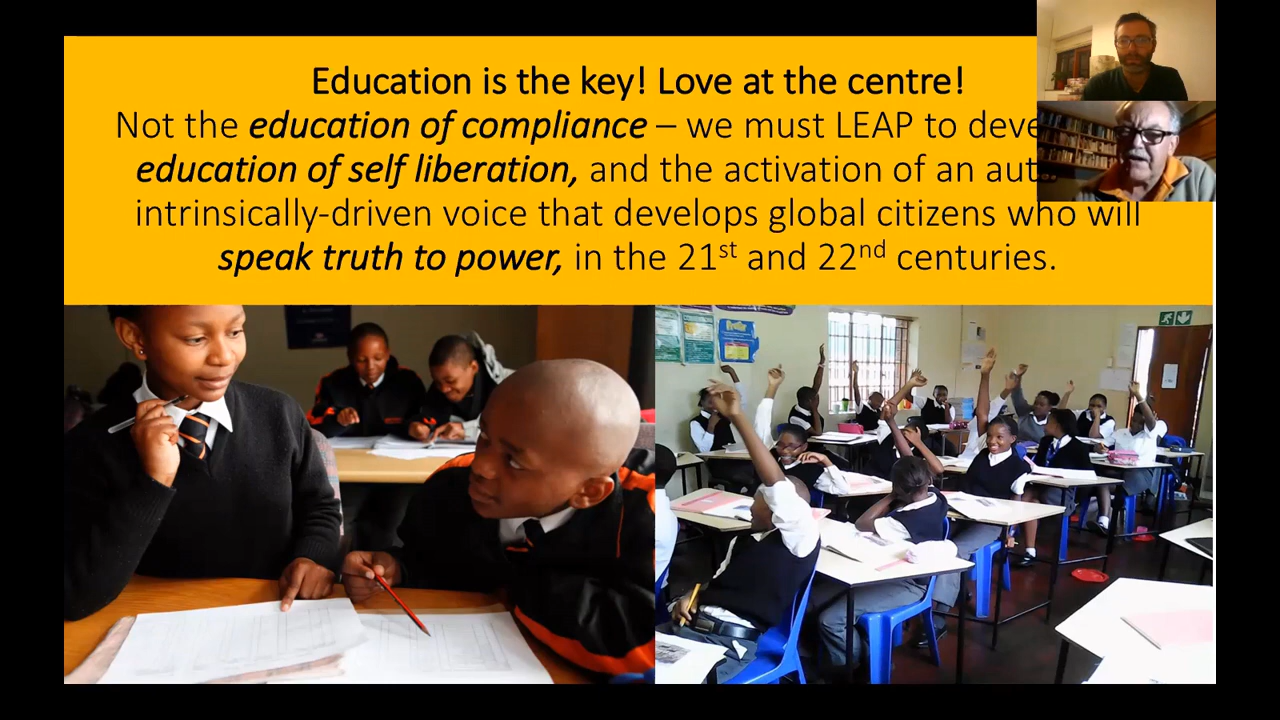 Education is the key! Love at the centre!
Not the education of compliance – we must LEAP to
education of self liberation, and the activation of an
intrinsically-driven voice that develops global citizens who will
speak truth to power, in the 21st and 22nd centuries.